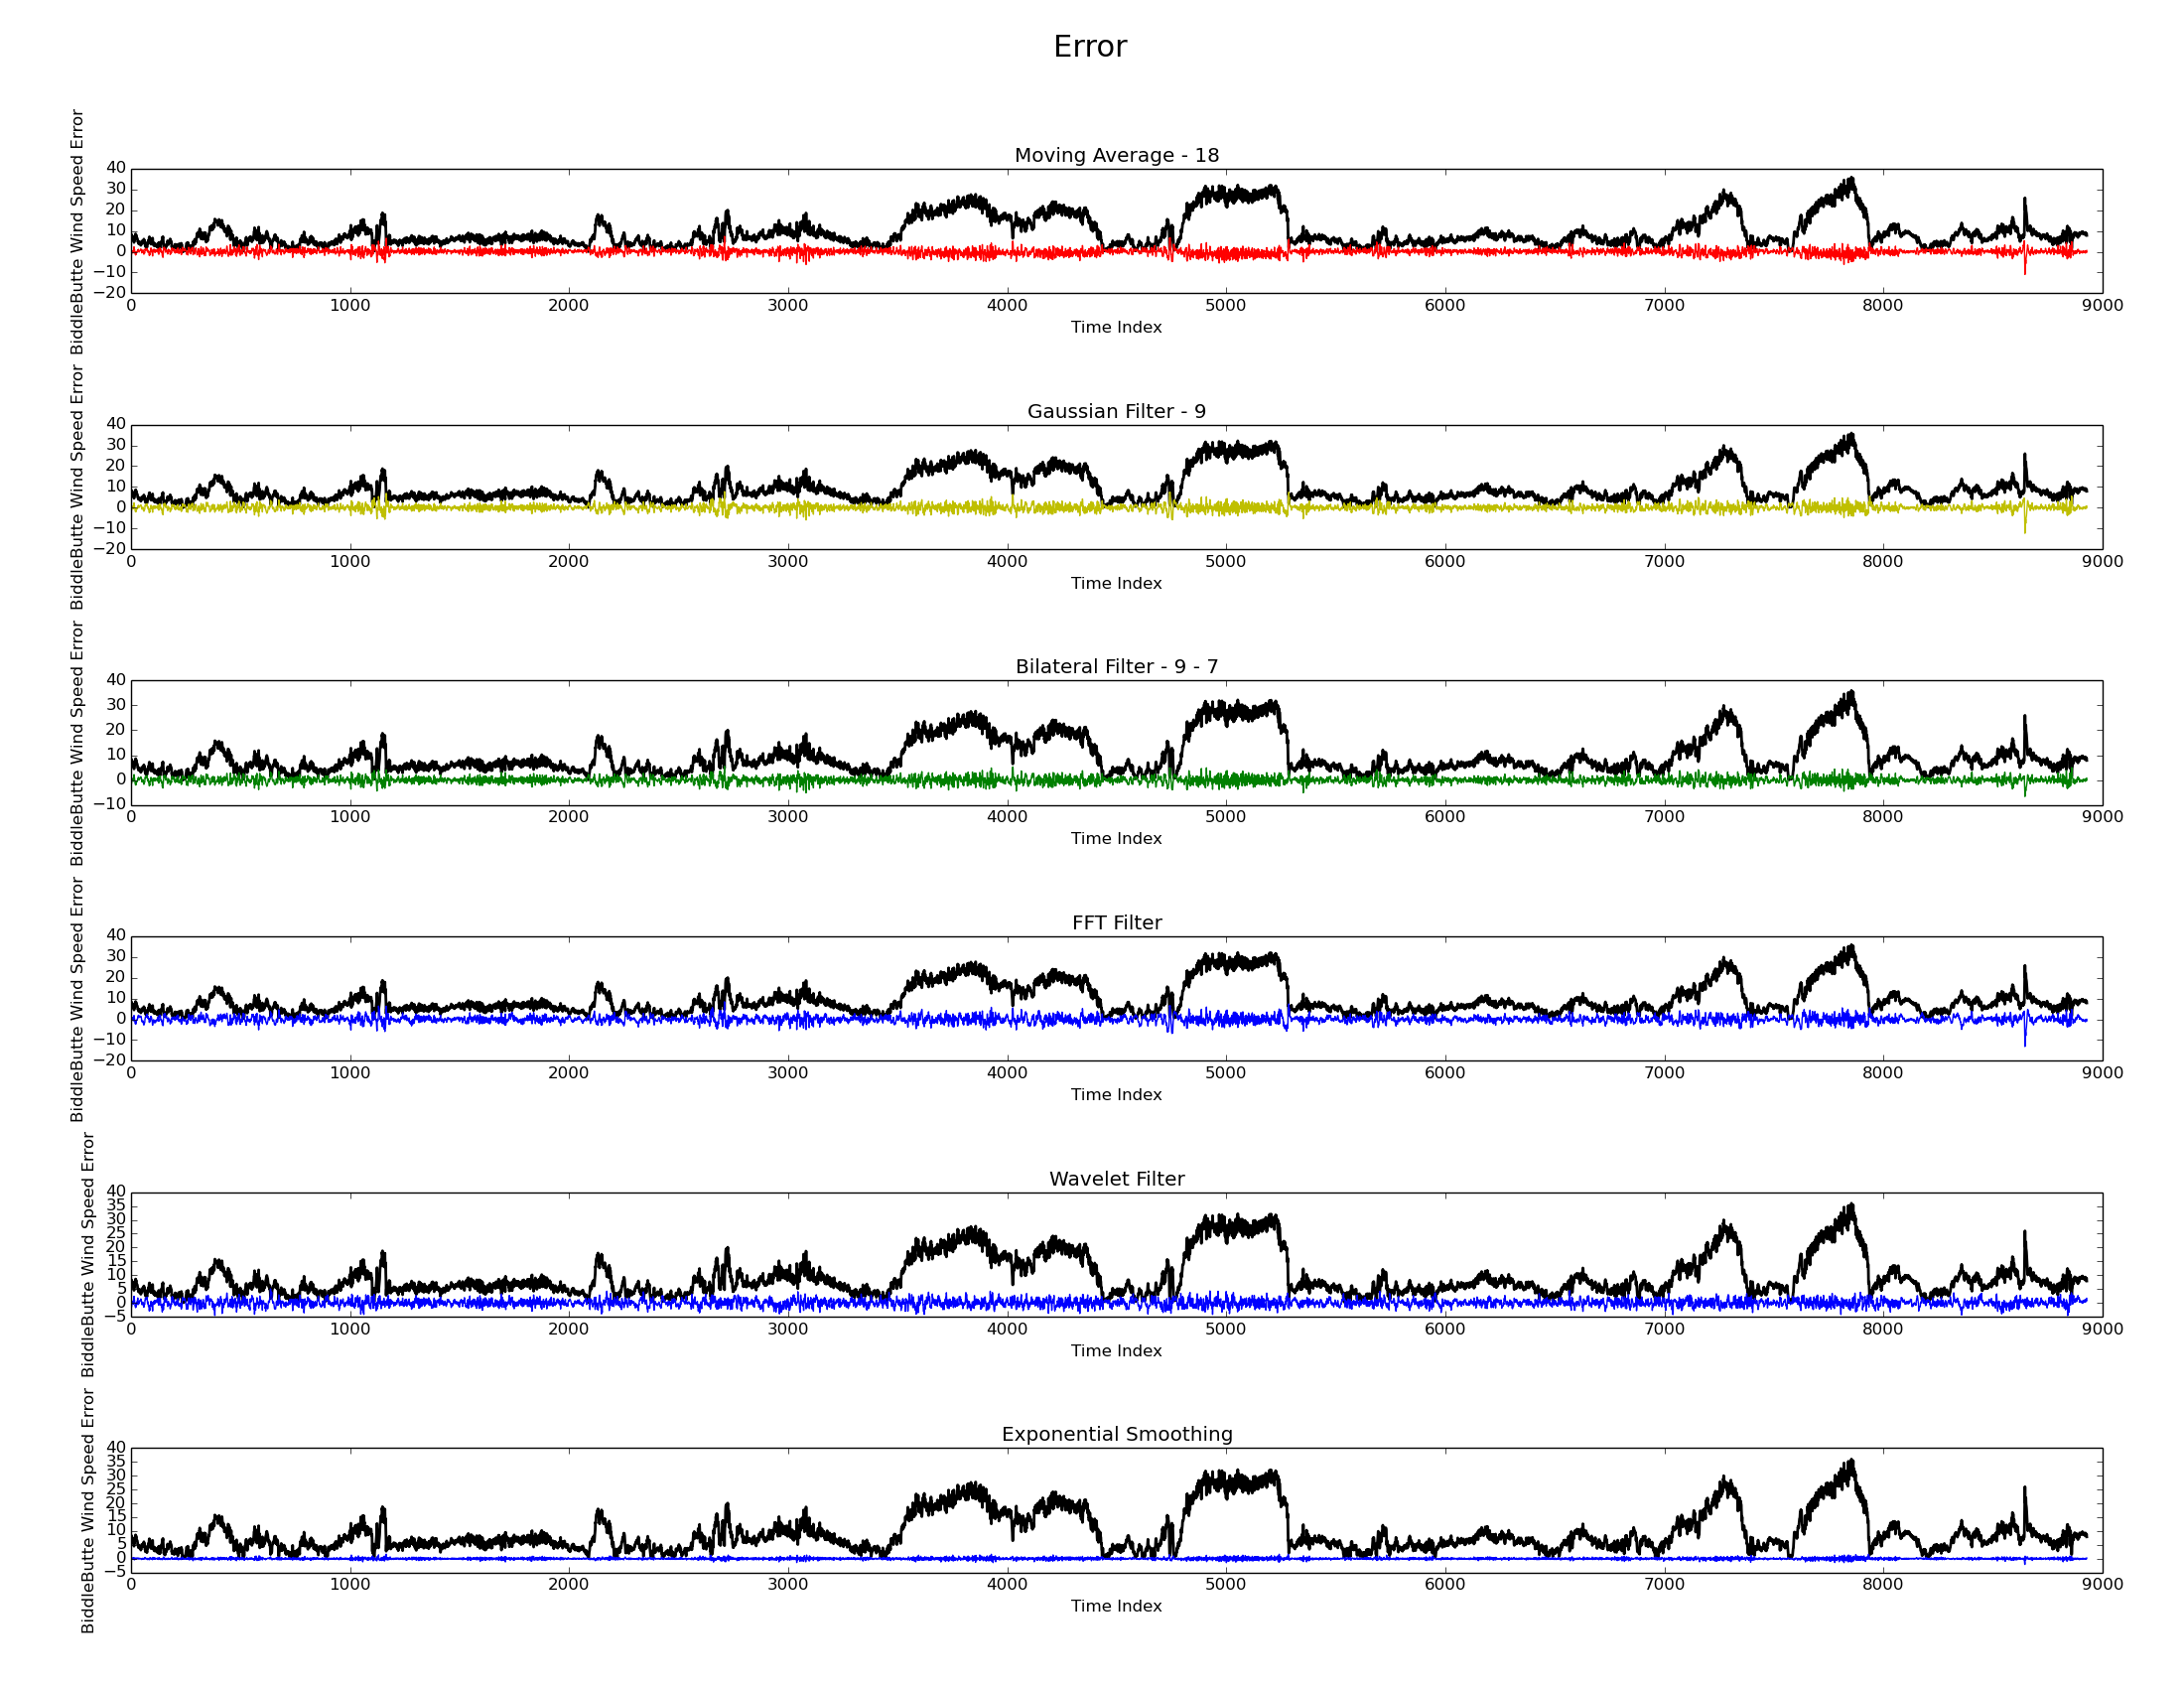 Error
Moving Average - 18
BiddleButte Wind Speed Error
40
30
20
10
0
−10
−20
0 1000 2000 3000 4000 5000 6000 7000 8000 9000
Time Index
Gaussian Filter - 9
BiddleButte Wind Speed Error
40
30
20
10
0
−10
−20
0 1000 2000 3000 4000 5000 6000 7000 8000 9000
Time Index
Bilateral Filter - 9 - 7
BiddleButte Wind Speed Error
40
30
20
10
0
−10
0 1000 2000 3000 4000 5000 6000 7000 8000 9000
Time Index
FFT Filter
BiddleButte Wind Speed Error
40
30
20
10
0
−10
−20
0 1000 2000 3000 4000 5000 6000 7000 8000 9000
Time Index
Wavelet Filter
BiddleButte Wind Speed Error
40
35
30
25
20
15
10
5
0
−5
0 1000 2000 3000 4000 5000 6000 7000 8000 9000
Time Index
Exponential Smoothing
BiddleButte Wind Speed Error
40
35
30
25
20
15
10
5
0
−5
0 1000 2000 3000 4000 5000 6000 7000 8000 9000
Time Index